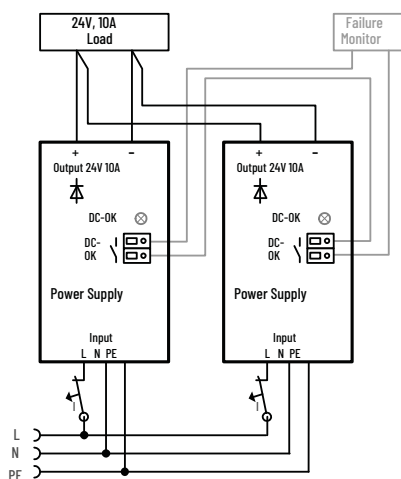 24V, 10A
Load
Failure
Monitor
+ -
Output 24V 10A
DC-OK
DC-
OK
Power Supply
Input
L N PE
I
+ -
Output 24V 10A
DC-OK
DC-
OK
Power Supply
Input
L N PE
I
L
N
PE